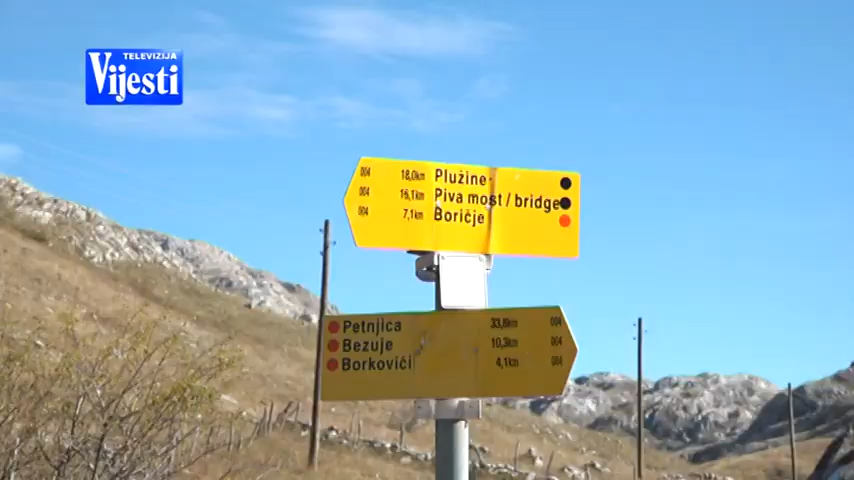 TELEVIZIJA
Vijesti
004 18,0km Plužine
004 16,1km Piva most / bridge
004 7,1km Boričje
Petnjica 33,8km 004
Bezuje 10,3km 004
Borkovići 4,1km 004